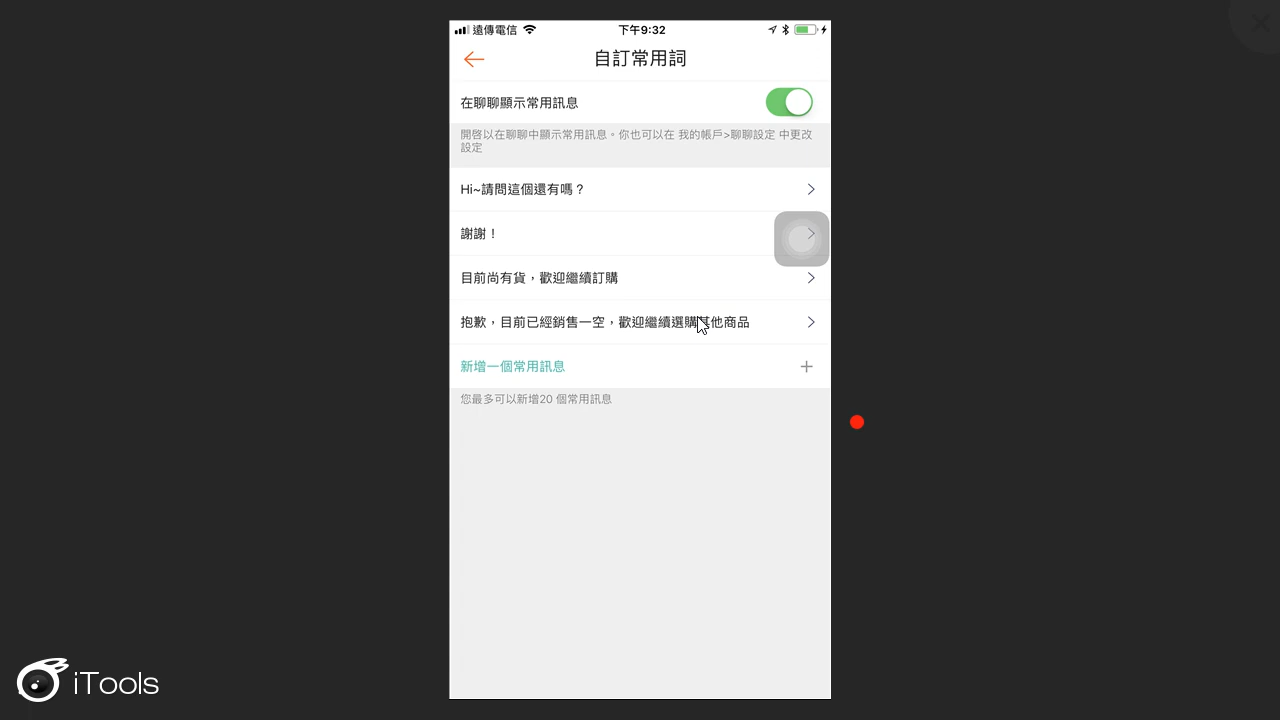 遠傳電信 下午9:32
自訂常用詞
在聊聊顯示常用訊息
開啓以在聊聊中顯示常用訊息。你也可以在 我的帳戶>聊聊設定 中更改
設定
Hi~請問這個還有嗎？
謝謝！
目前尚有貨，歡迎繼續訂購
抱歉，目前已經銷售一空，歡迎繼續選購其他商品
新增一個常用訊息
您最多可以新增20 個常用訊息
iTools